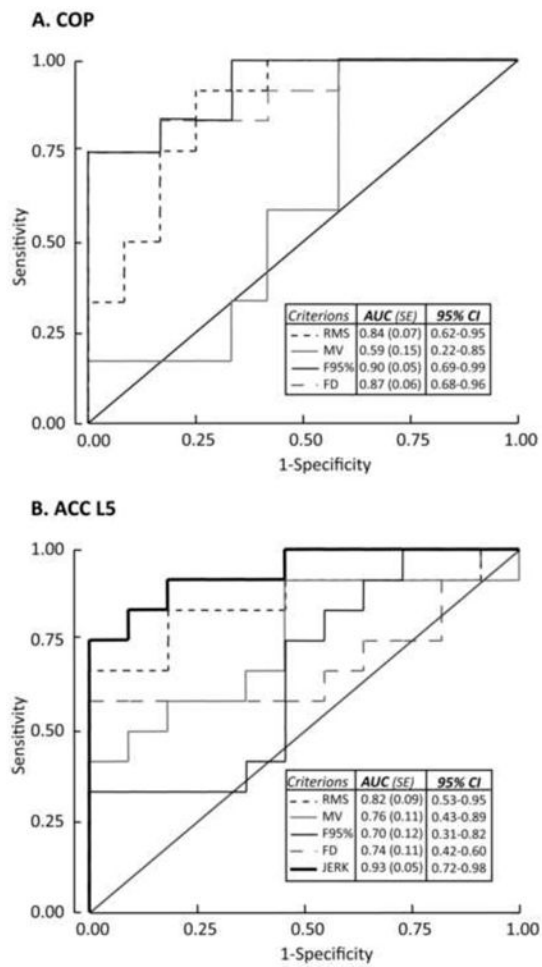 A. COP
1.00
0.75
0.50
0.25
0.00
Sensitivity
Criterions AUC (SE) 95% CI
RMS 0.84 (0.07) 0.62-0.95
MV 0.59 (0.15) 0.22-0.85
F95% 0.90 (0.05) 0.69-0.99
FD 0.87 (0.06) 0.68-0.96
0.00 0.25 0.50 0.75 1.00
1-Specificity
B. ACC L5
1.00
0.75
0.50
0.25
0.00
Sensitivity
Criterions AUC (SE) 95% CI
RMS 0.82 (0.09) 0.53-0.95
MV 0.76 (0.11) 0.43-0.89
F95% 0.70 (0.12) 0.31-0.82
FD 0.74 (0.11) 0.42-0.60
JERK 0.93 (0.05) 0.72-0.98
0.00 0.25 0.50 0.75 1.00
1-Specificity